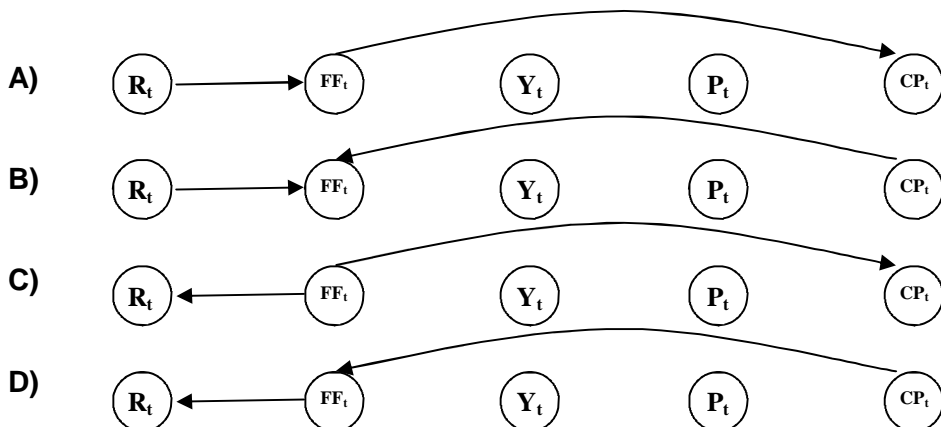 A) Rt FFt Yt Pt CPt
B) Rt FFt Yt Pt CPt
C) Rt FFt Yt Pt CPt
D) Rt FFt Yt Pt CPt